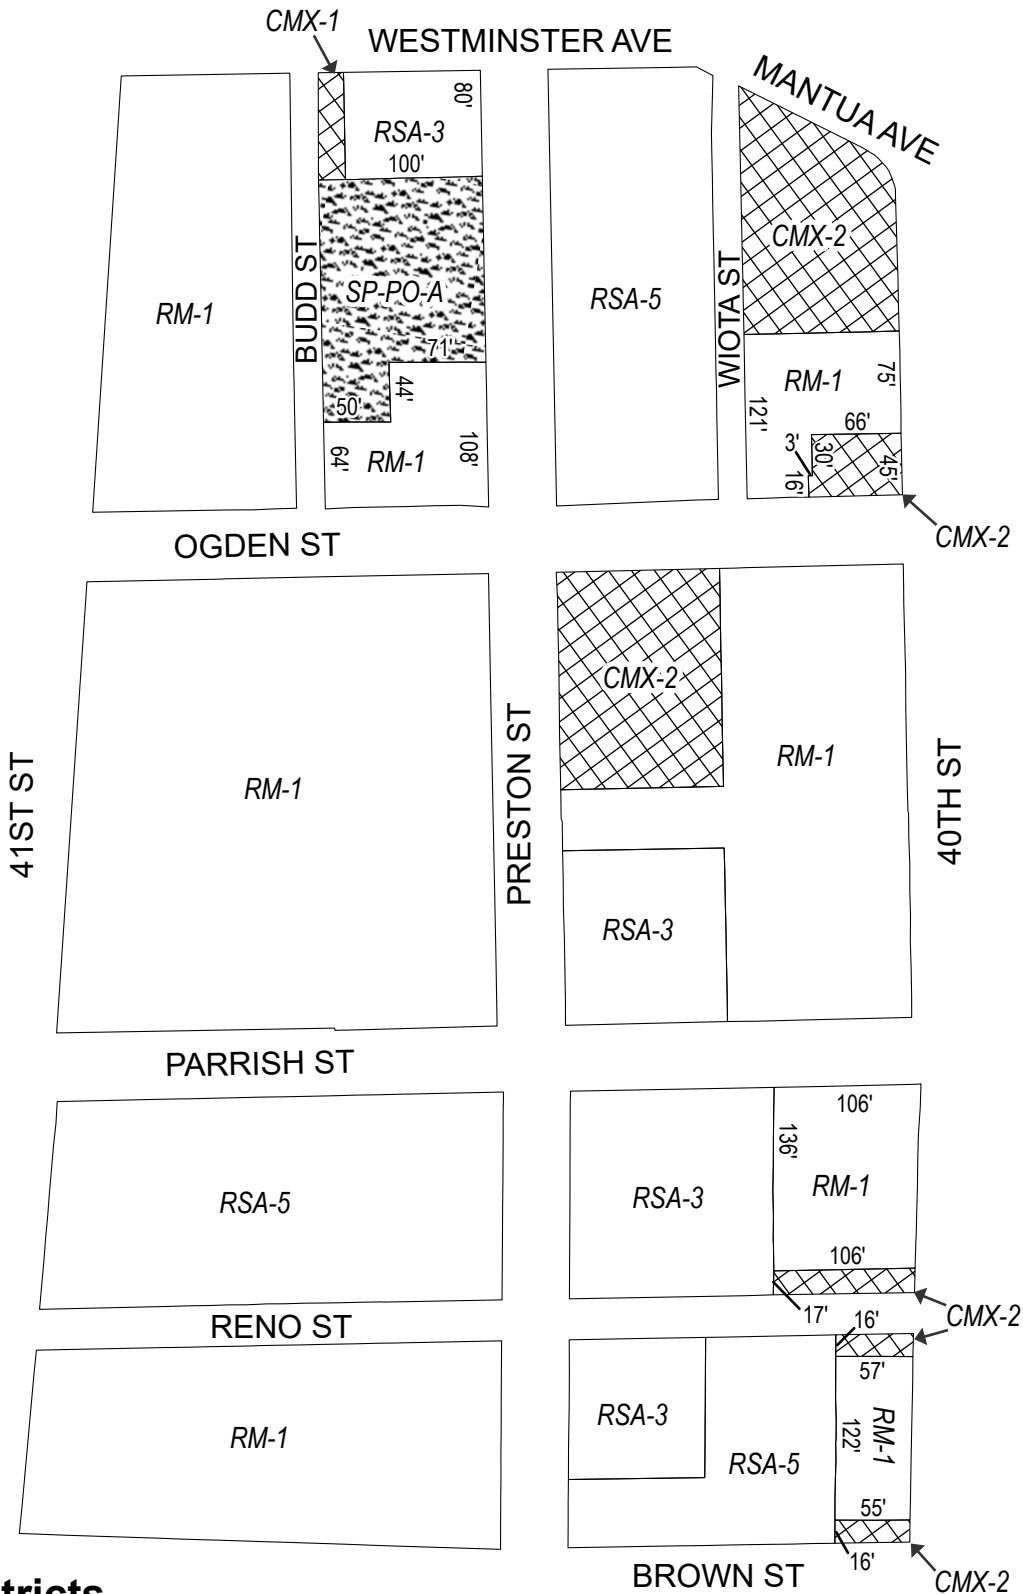 CMX-1
WESTMINSTER AVE
MANTUA AVE
80'
RSA-3
100'
CMX-2
BUDD ST
SP-PO-A
RM-1
RSA-5
WIOTA ST
71'
44'
50'
64'
RM-1
108'
RM-1
75'
121'
66'
3'
30'
45'
16'
CMX-2
OGDEN ST
CMX-2
RM-1
RM-1
41ST ST
PRESTON ST
40TH ST
RSA-3
PARRISH ST
106'
136'
RSA-5
RSA-3
RM-1
106'
17'
CMX-2
RENO ST
16'
57'
RSA-3
RM-1
122'
RM-1
RSA-5
55'
16'
BROWN ST
CMX-2